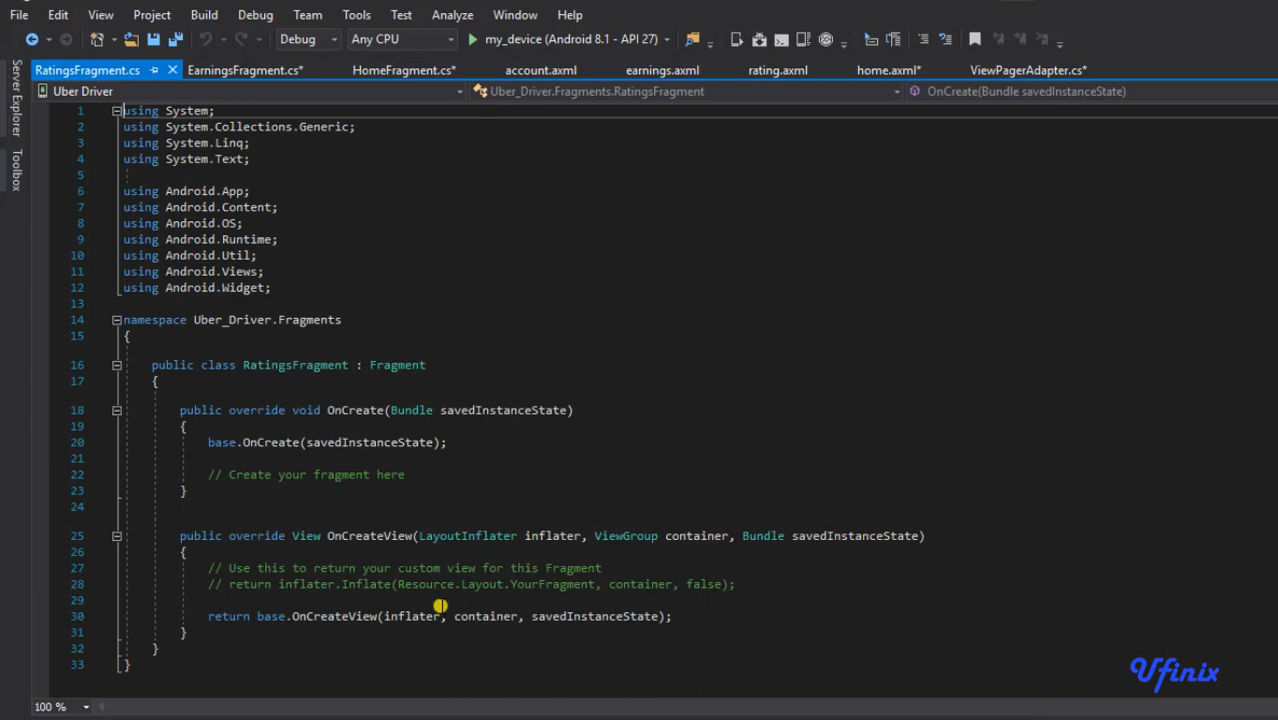 File Edit View Project Build Debug Team Tools Test Analyze Window Help
Debug Any CPU my_device (Android 8.1 - API 27)
RatingsFragment.cs EarningsFragment.cs* HomeFragment.cs* account.axml earnings.axml rating.axml home.axml* ViewPagerAdapter.cs*
Uber Driver Uber_Driver.Fragments.RatingsFragment OnCreate(Bundle savedInstanceState)
Server Explorer
Toolbox
1 using System;
2 using System.Collections.Generic;
3 using System.Linq;
4 using System.Text;
5
6 using Android.App;
7 using Android.Content;
8 using Android.OS;
9 using Android.Runtime;
10 using Android.Util;
11 using Android.Views;
12 using Android.Widget;
13
14 namespace Uber_Driver.Fragments
15 {
16 public class RatingsFragment : Fragment
17 {
18 public override void OnCreate(Bundle savedInstanceState)
19 {
20 base.OnCreate(savedInstanceState);
21
22 // Create your fragment here
23 }
24
25 public override View OnCreateView(LayoutInflater inflater, ViewGroup container, Bundle savedInstanceState)
26 {
27 // Use this to return your custom view for this Fragment
28 // return inflater.Inflate(Resource.Layout.YourFragment, container, false);
29
30 return base.OnCreateView(inflater, container, savedInstanceState);
31 }
32 }
33 }
Ufinix
100 %